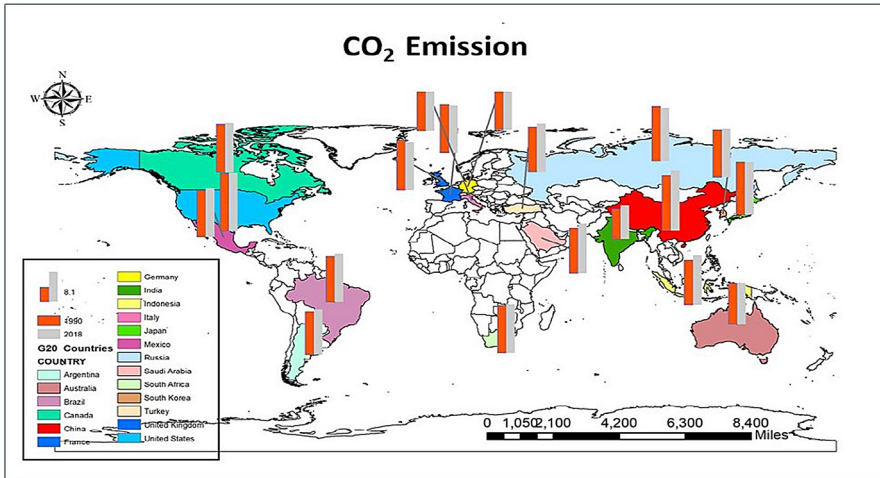 CO₂ Emission
N
W E
S
8.1
1990
2018
G20 Countries
COUNTRY
Argentina
Australia
Brazil
Canada
China
France
Germany
India
Indonesia
Italy
Japan
Mexico
Russia
Saudi Arabia
South Africa
South Korea
Turkey
United Kingdom
United States
0 1,050 2,100 4,200 6,300 8,400
Miles